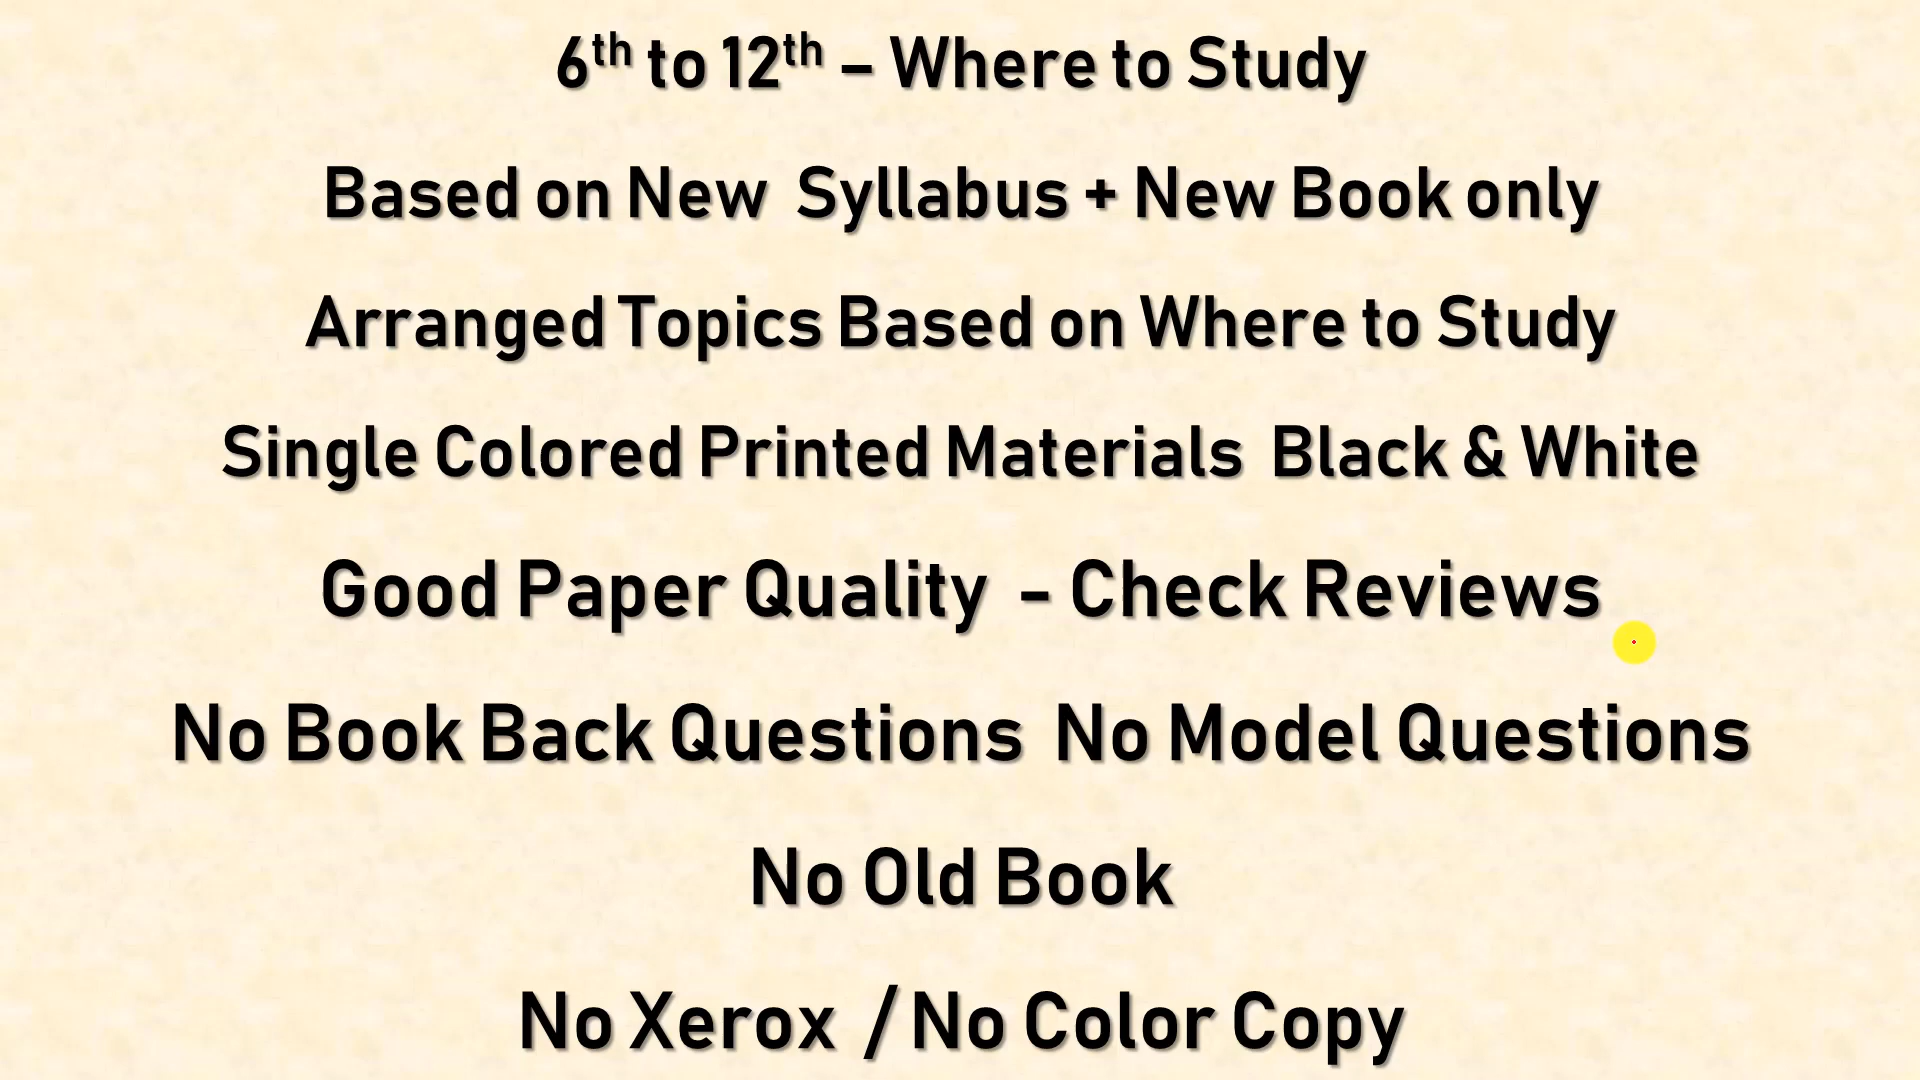 6th to 12th – Where to Study
Based on New Syllabus + New Book only
Arranged Topics Based on Where to Study
Single Colored Printed Materials Black & White
Good Paper Quality - Check Reviews
No Book Back Questions No Model Questions
No Old Book
No Xerox / No Color Copy